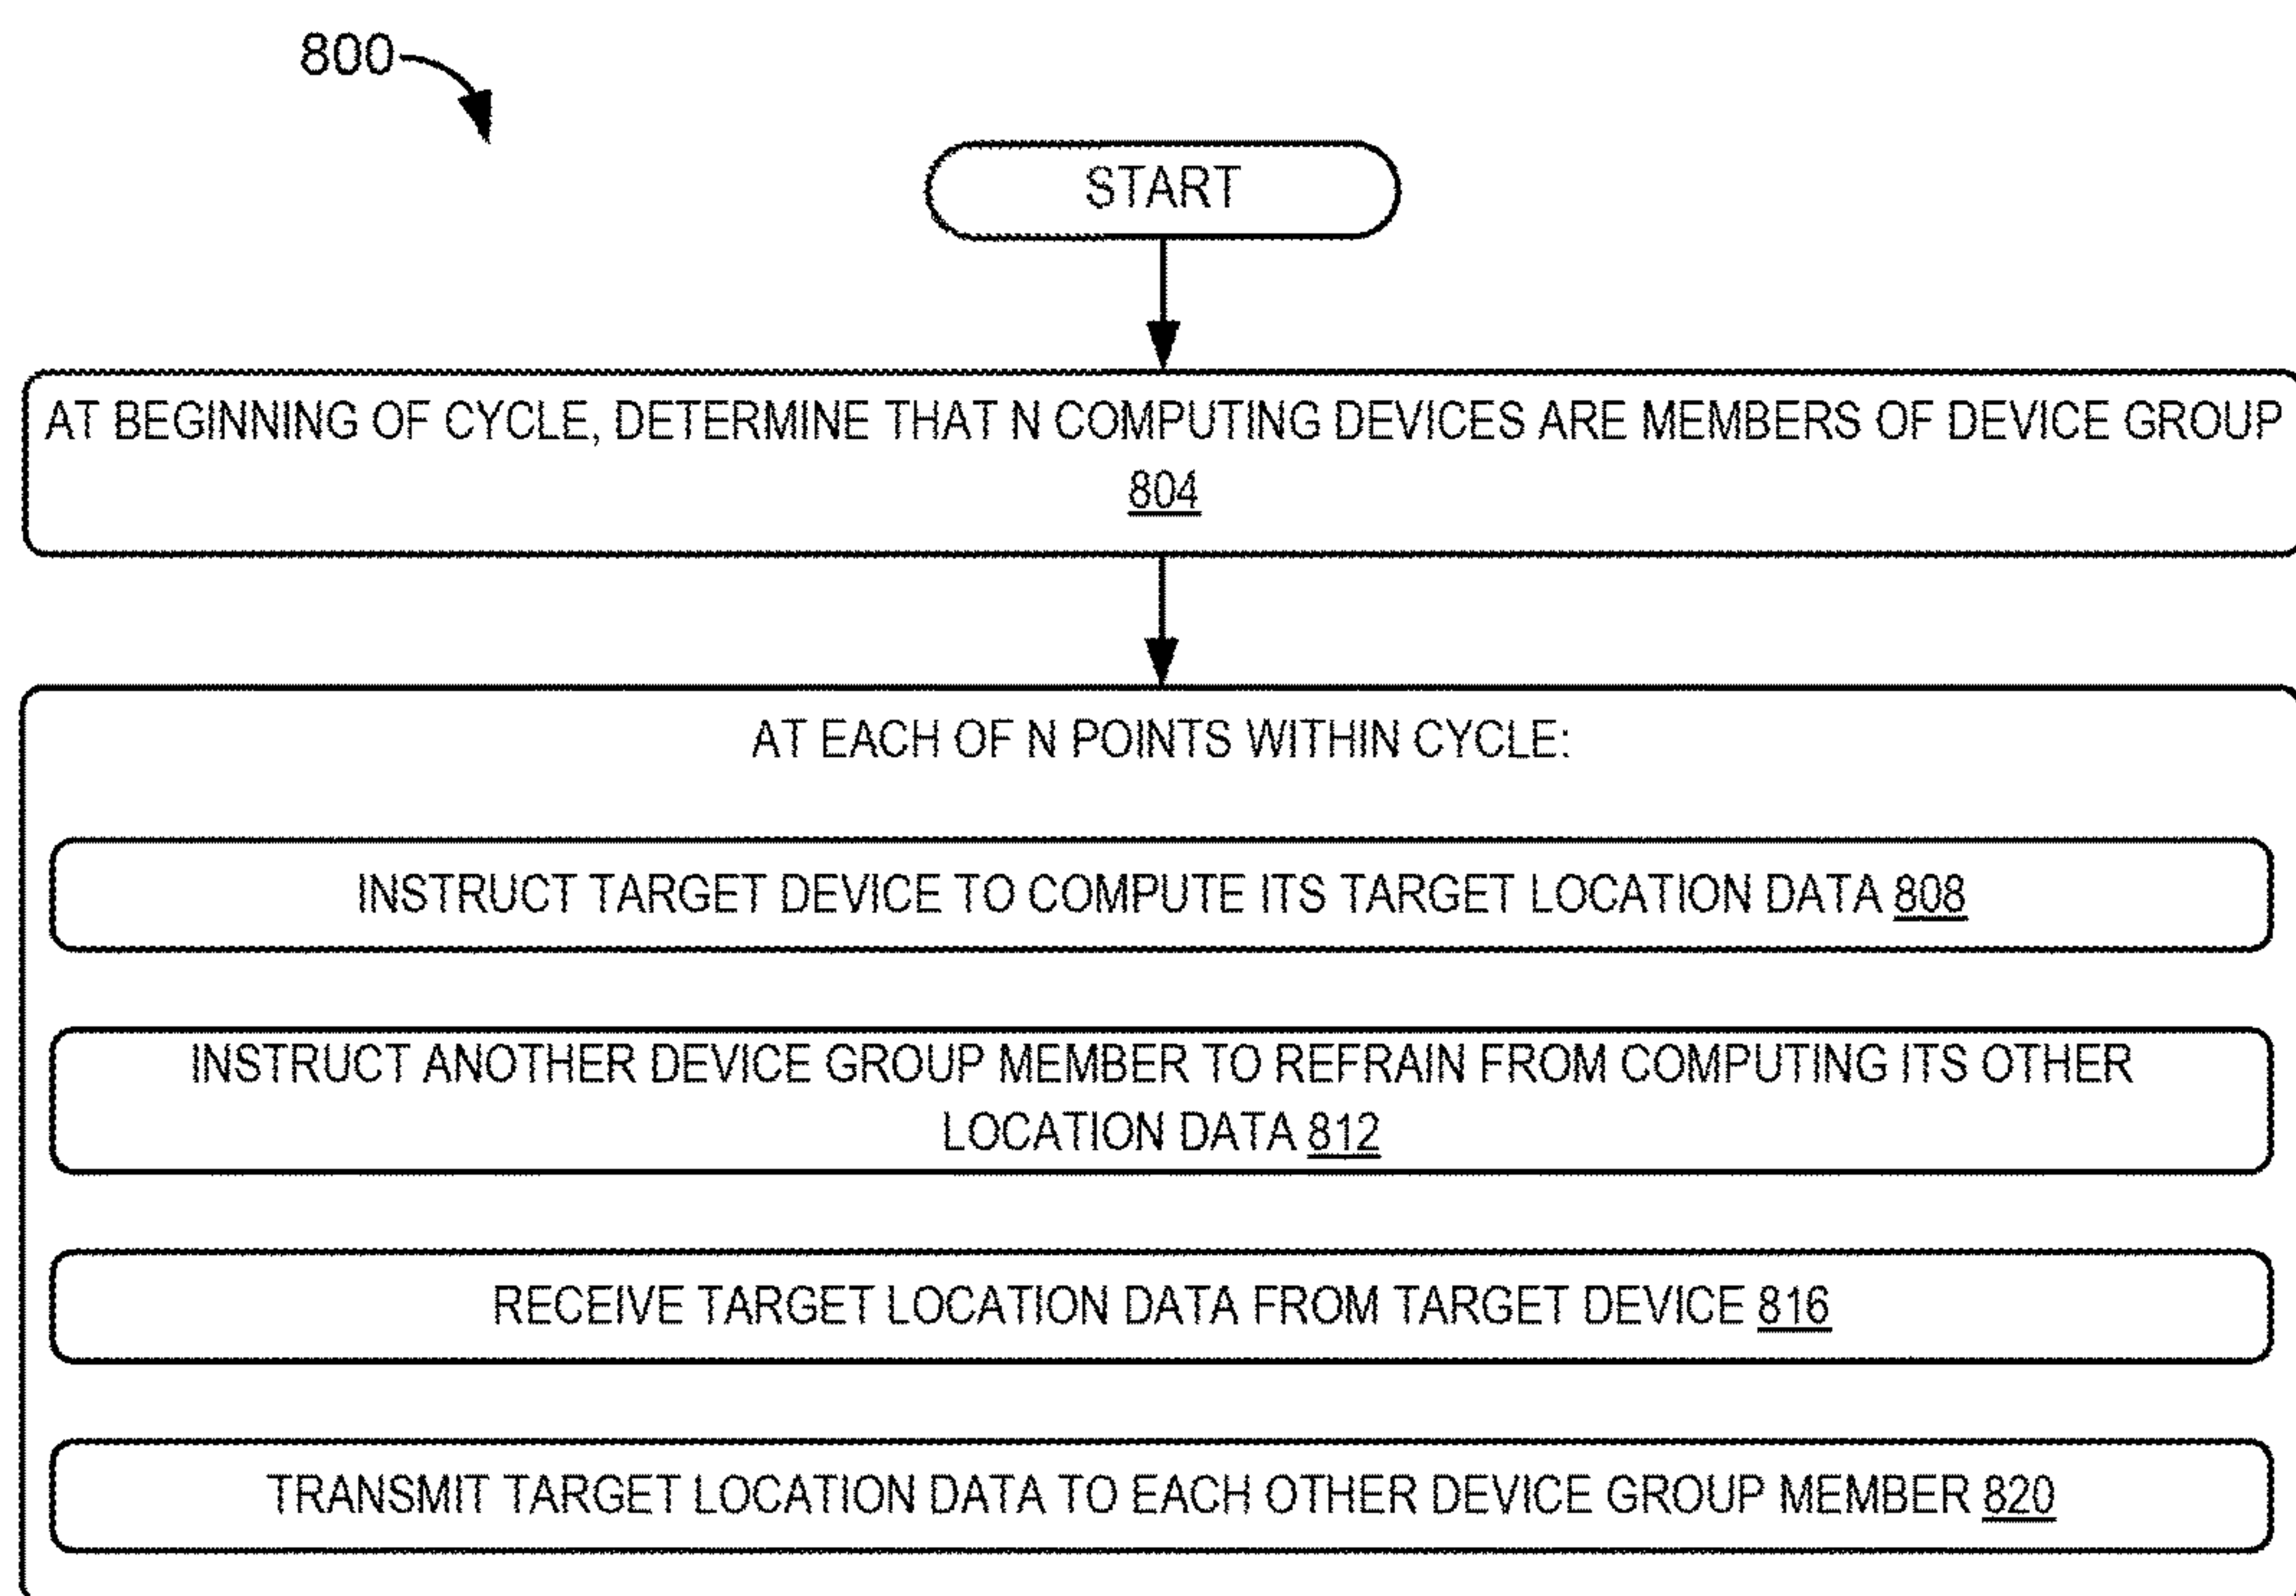 800
START
AT BEGINNING OF CYCLE, DETERMINE THAT N COMPUTING DEVICES ARE MEMBERS OF DEVICE GROUP
804
AT EACH OF N POINTS WITHIN CYCLE:
INSTRUCT TARGET DEVICE TO COMPUTE ITS TARGET LOCATION DATA 808
INSTRUCT ANOTHER DEVICE GROUP MEMBER TO REFRAIN FROM COMPUTING ITS OTHER
LOCATION DATA 812
RECEIVE TARGET LOCATION DATA FROM TARGET DEVICE 816
TRANSMIT TARGET LOCATION DATA TO EACH OTHER DEVICE GROUP MEMBER 820